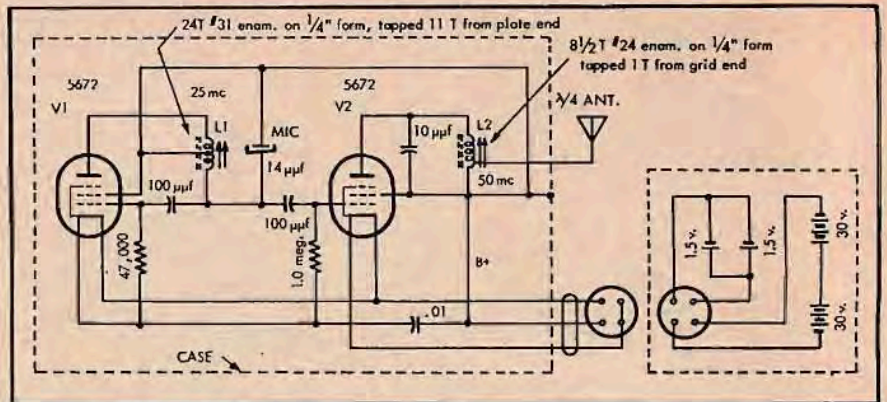 24T #31 enam. on 1/4" form, tapped 11 T from plate end
8 1/2 T #24 enam. on 1/4" form
tapped 1 T from grid end
5672
V1
25 mc
L1
MIC
14 μμf
5672
V2
10 μμf
L2
50 mc
λ/4 ANT.
100 μμf
100 μμf
47,000
1.0 meg.
B+
.01
CASE
1.5 v.
1.5 v.
30 v.
30 v.